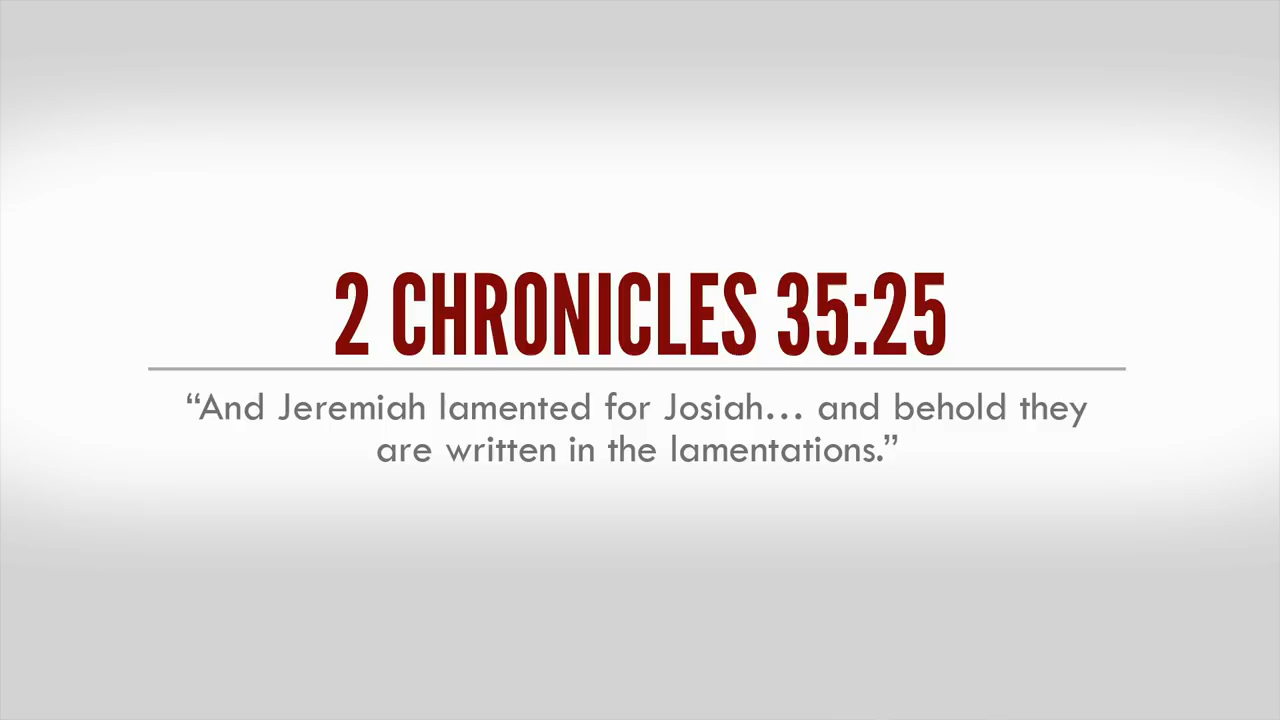 2 CHRONICLES 35:25
“And Jeremiah lamented for Josiah… and behold they
are written in the lamentations.”